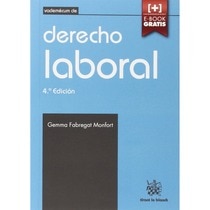 vademécum de
derecho
laboral
4.ª Edición
[+]
E-BOOK
GRATIS
Gemma Fabregat Monfort
tirant lo blanch